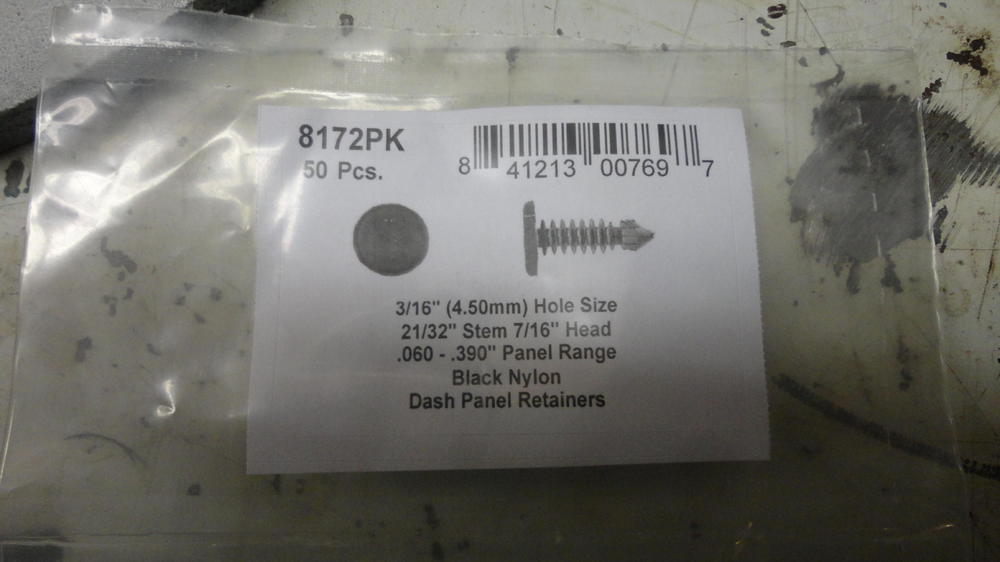 8172PK
50 Pcs.
8 41213 00769 7
3/16" (4.50mm) Hole Size
21/32" Stem 7/16" Head
.060 - .390" Panel Range
Black Nylon
Dash Panel Retainers